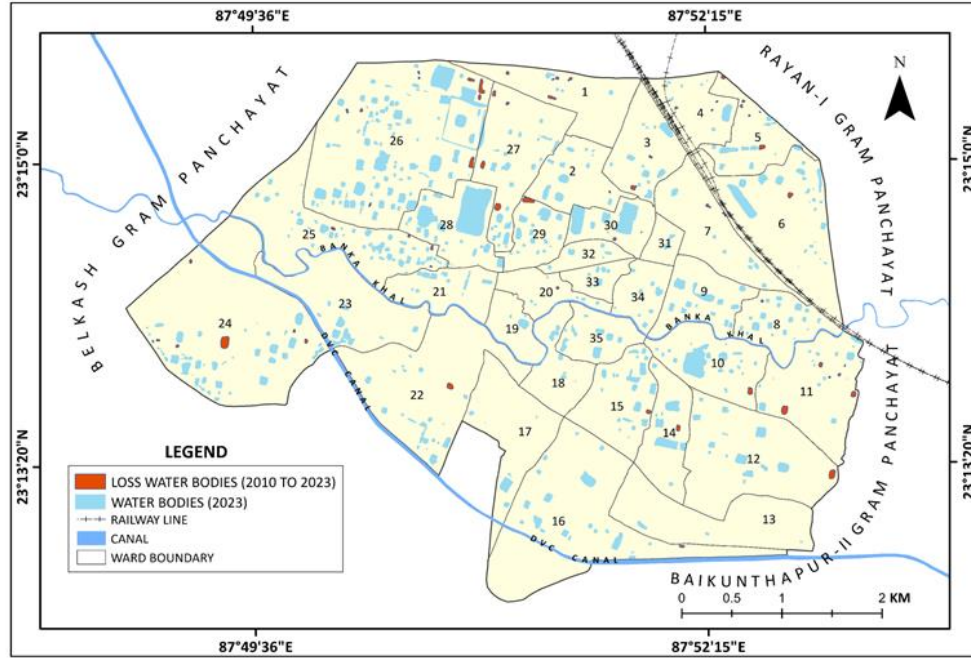 87°49'36"E
87°52'15"E
23°15'0"N
23°15'0"N
BELKASH GRAM PANCHAYAT
RAYAN-I GRAM PANCHAYAT
N
1
4
5
3
26
27
2
6
28
29
30
7
31
25
BANKA KHAL
32
33
21
20
34
9
23
19
BANKA KHAL
8
24
35
10
DVC CANAL
22
18
11
15
17
14
12
16
13
DVC CANAL
BAIKUNTHAPUR-II GRAM PANCHAYAT
23°13'20"N
23°13'20"N
LEGEND
LOSS WATER BODIES (2010 TO 2023)
WATER BODIES (2023)
RAILWAY LINE
CANAL
WARD BOUNDARY
0 0.5 1 2 KM
87°49'36"E
87°52'15"E